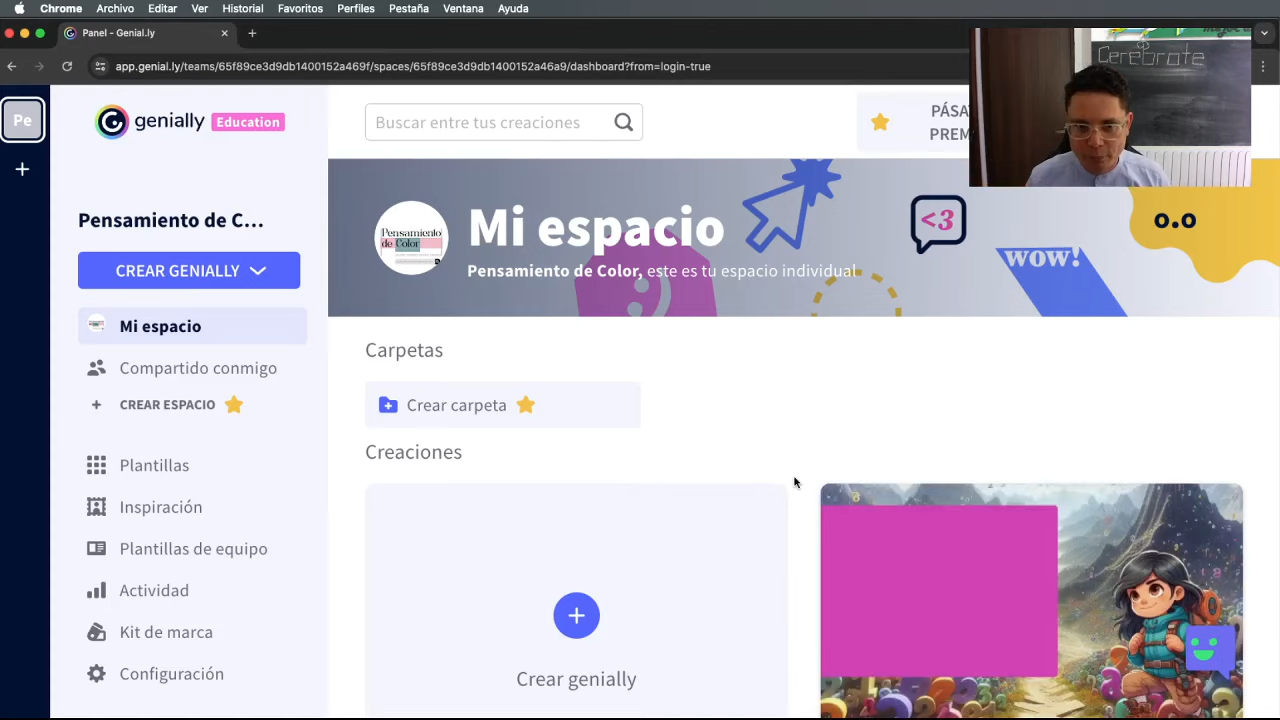 Chrome Archivo Editar Ver Historial Favoritos Perfiles Pestaña Ventana Ayuda
Panel - Genial.ly
app.genial.ly/teams/65f89ce3d9db1400152a469f/space
1400152a46a9/dashboard?from=login-true
Cerebrate
Pe
genially Education
Buscar entre tus creaciones
PÁSA
PREM
Pensamiento de C...
CREAR GENIALLY
Mi espacio
Compartido conmigo
CREAR ESPACIO
Plantillas
Inspiración
Plantillas de equipo
Actividad
Kit de marca
Configuración
Pensamiento
de Color
Mi espacio
Pensamiento de Color, este es tu espacio individual
<3
wow!
o.o
Carpetas
Crear carpeta
Creaciones
Crear genially